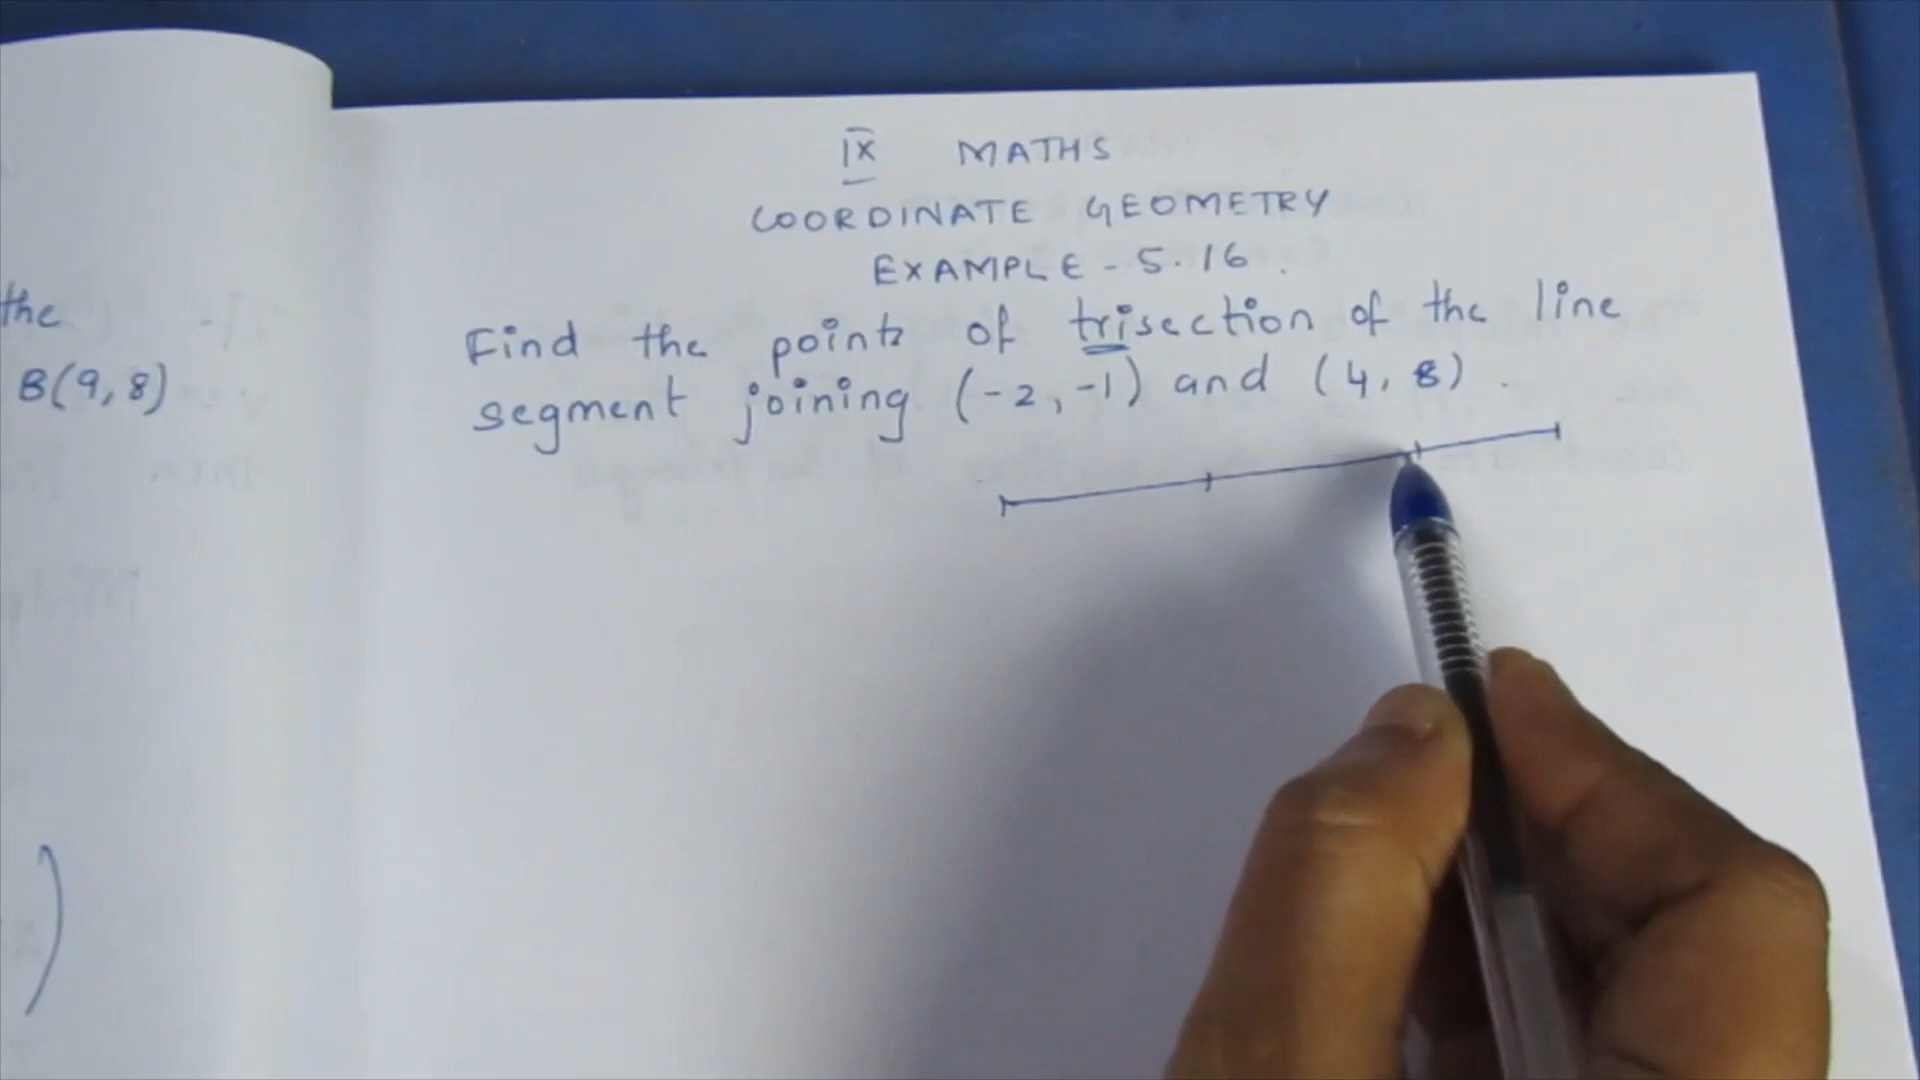 IX MATHS
COORDINATE GEOMETRY
EXAMPLE - 5.16.
Find the points of trisection of the line
segment joining (-2, -1) and (4, 8).
the
B(9, 8)
)